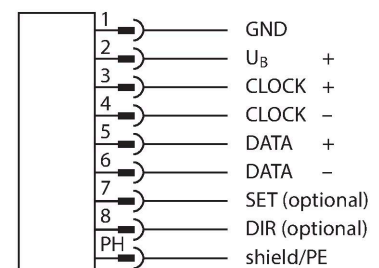 1 GND
2 U_B +
3 CLOCK +
4 CLOCK –
5 DATA +
6 DATA –
7 SET (optional)
8 DIR (optional)
PH shield/PE